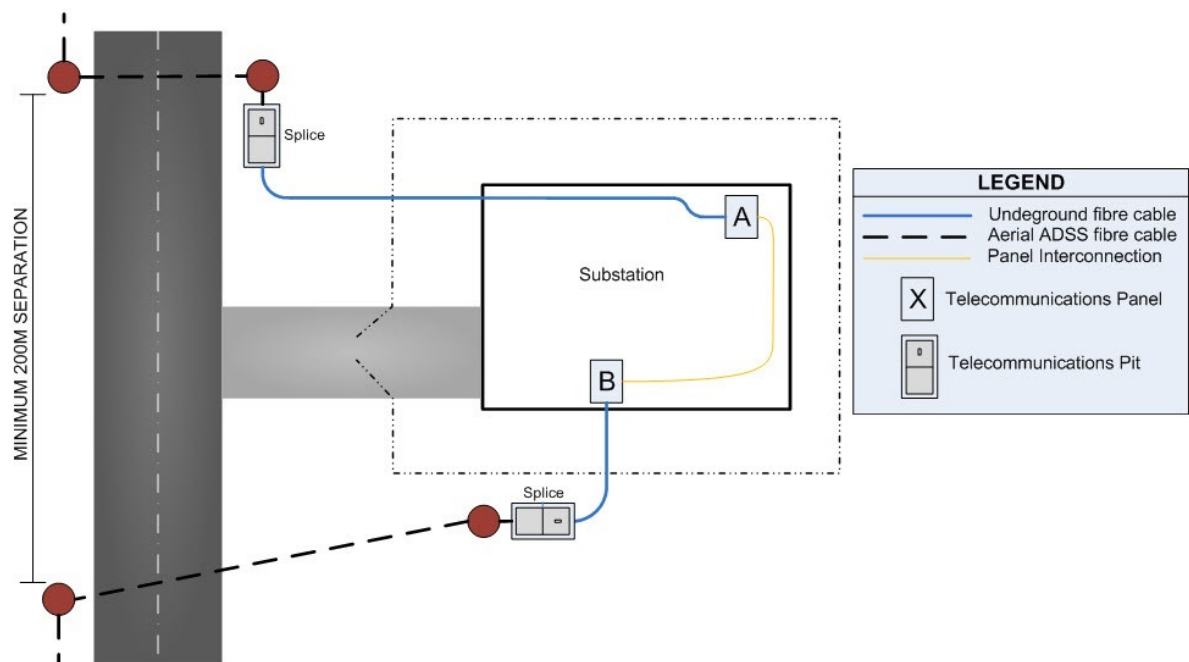 MINIMUM 200M SEPARATION
Splice
A
Substation
B
Splice
LEGEND
Undeground fibre cable
Aerial ADSS fibre cable
Panel Interconnection
X
Telecommunications Panel
Telecommunications Pit